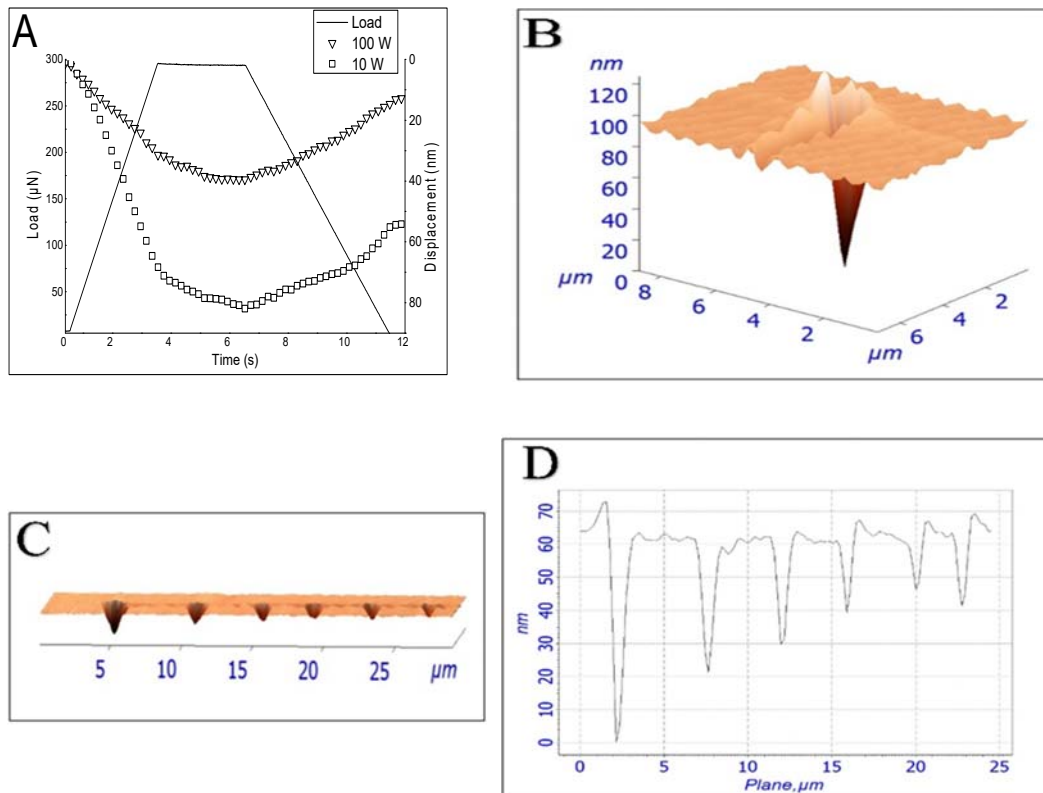 A
Load
100 W
10 W
300
250
200
150
100
50
Load (µN)
0
20
40
60
80
Displacement (nm)
0 2 4 6 8 10 12
Time (s)
B
nm
120
100
80
60
40
20
0
µm
8
6
4
2
2
4
6
µm
C
5 10 15 20 25 µm
D
70
60
50
40
30
20
10
0
nm
0 5 10 15 20 25
Plane,µm